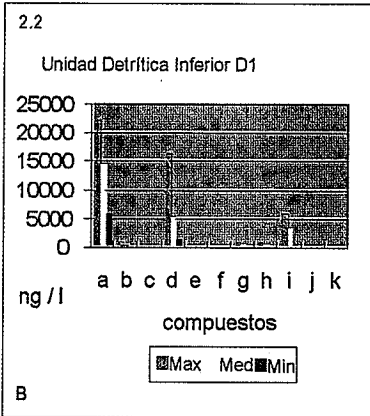 2.2
Unidad Detrítica Inferior D1
25000
20000
15000
10000
5000
0
a b c d e f g h i j k
ng / l
compuestos
Max Med Min
B